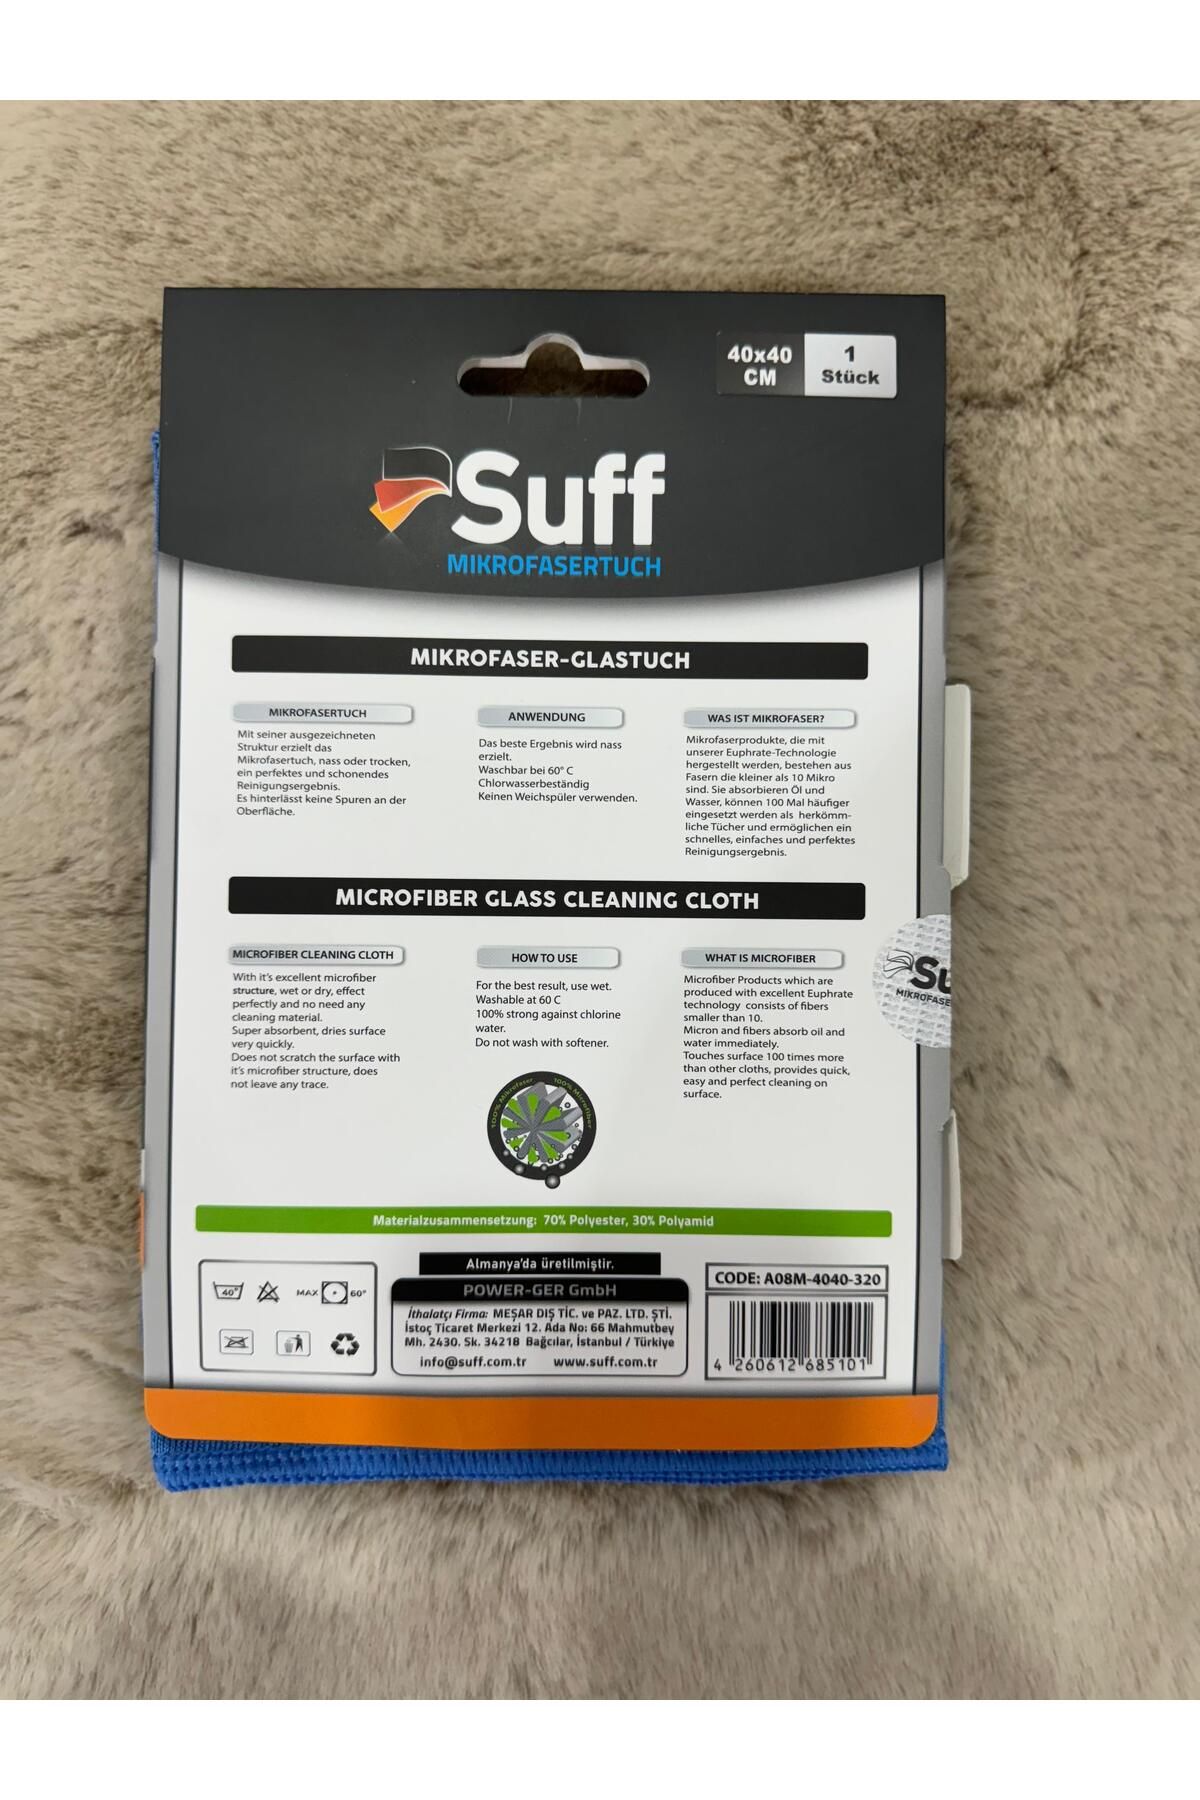 40x40
CM
1
Stück
Suff
MIKROFASERTUCH
MIKROFASER-GLASTUCH
MIKROFASERTUCH
Mit seiner ausgezeichneten
Struktur erzielt das
Mikrofasertuch, nass oder trocken,
ein perfektes und schonendes
Reinigungsergebnis.
Es hinterlässt keine Spuren an der
Oberfläche.
ANWENDUNG
Das beste Ergebnis wird nass
erzielt.
Waschbar bei 60° C
Chlorwasserbeständig
Keinen Weichspüler verwenden.
WAS IST MIKROFASER?
Mikrofaserprodukte, die mit
unserer Euphrate-Technologie
hergestellt werden, bestehen aus
Fasern die kleiner als 10 Mikro
sind. Sie absorbieren Öl und
Wasser, können 100 Mal häufiger
eingesetzt werden als herkömm-
liche Tücher und ermöglichen ein
schnelles, einfaches und perfektes
Reinigungsergebnis.
MICROFIBER GLASS CLEANING CLOTH
MICROFIBER CLEANING CLOTH
With it's excellent microfiber
structure, wet or dry, effect
perfectly and no need any
cleaning material.
Super absorbent, dries surface
very quickly.
Does not scratch the surface with
it's microfiber structure, does
not leave any trace.
HOW TO USE
For the best result, use wet.
Washable at 60 C
100% strong against chlorine
water.
Do not wash with softener.
100% Mikrofaser
100% Microfiber
WHAT IS MICROFIBER
Microfiber Products which are
produced with excellent Euphrate
technology consists of fibers
smaller than 10.
Micron and fibers absorb oil and
water immediately.
Touches surface 100 times more
than other cloths, provides quick,
easy and perfect cleaning on
surface.
Su
MIKROFASE
Materialzusammensetzung: 70% Polyester, 30% Polyamid
40°
MAX
60°
Almanya'da üretilmiştir.
POWER-GER GmbH
İthalatçı Firma: MEŞAR DIŞ TİC. ve PAZ. LTD. ŞTİ.
İstoç Ticaret Merkezi 12. Ada No: 66 Mahmutbey
Mh. 2430. Sk. 34218 Bağcılar, İstanbul / Türkiye
info@suff.com.tr www.suff.com.tr
CODE: A08M-4040-320
4 260612 685101